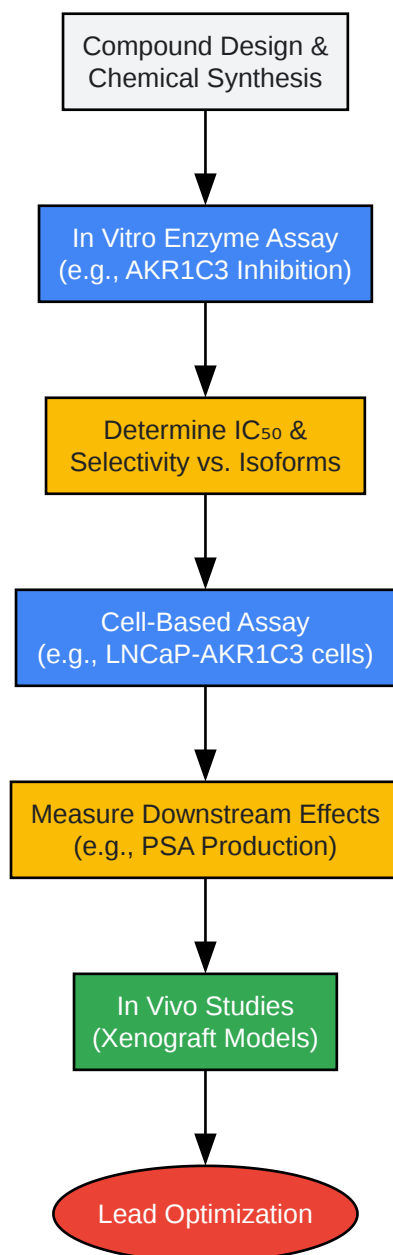 Compound Design &
Chemical Synthesis
In Vitro Enzyme Assay
(e.g., AKR1C3 Inhibition)
Determine IC₅₀ &
Selectivity vs. Isoforms
Cell-Based Assay
(e.g., LNCaP-AKR1C3 cells)
Measure Downstream Effects
(e.g., PSA Production)
In Vivo Studies
(Xenograft Models)
Lead Optimization